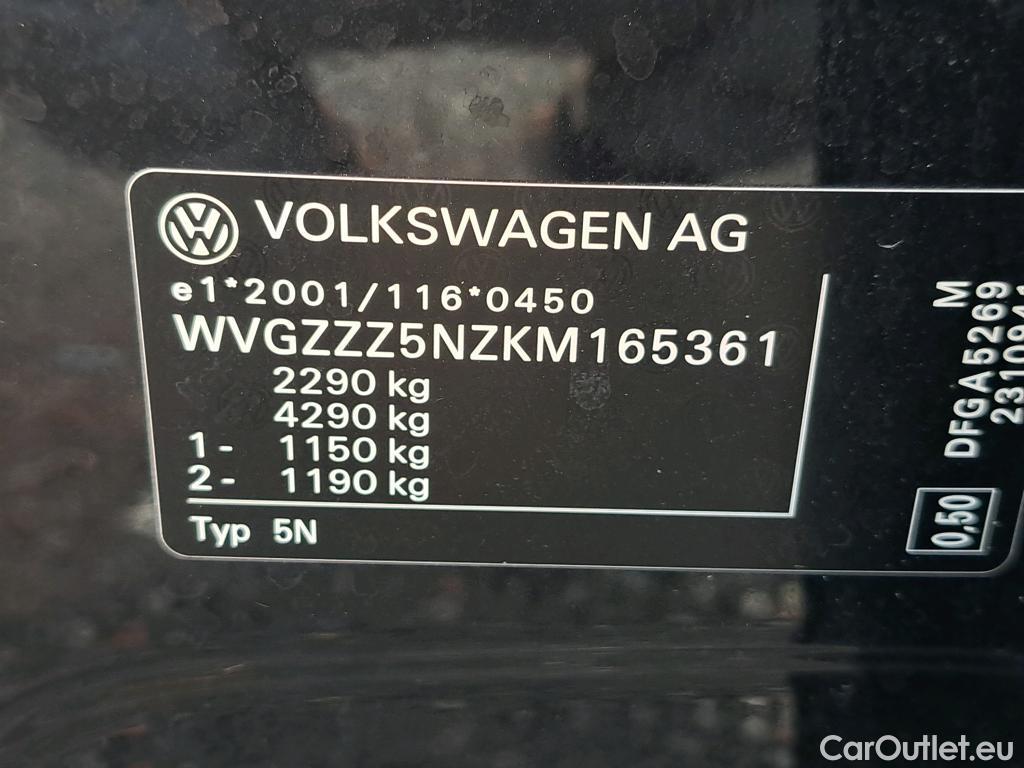 VOLKSWAGEN AG
e1*2001/116*0450
WVGZZZ5NZKM165361
2290 kg
4290 kg
1- 1150 kg
2- 1190 kg
Typ 5N
M
DFGA5269
0,50
CarOutlet.eu